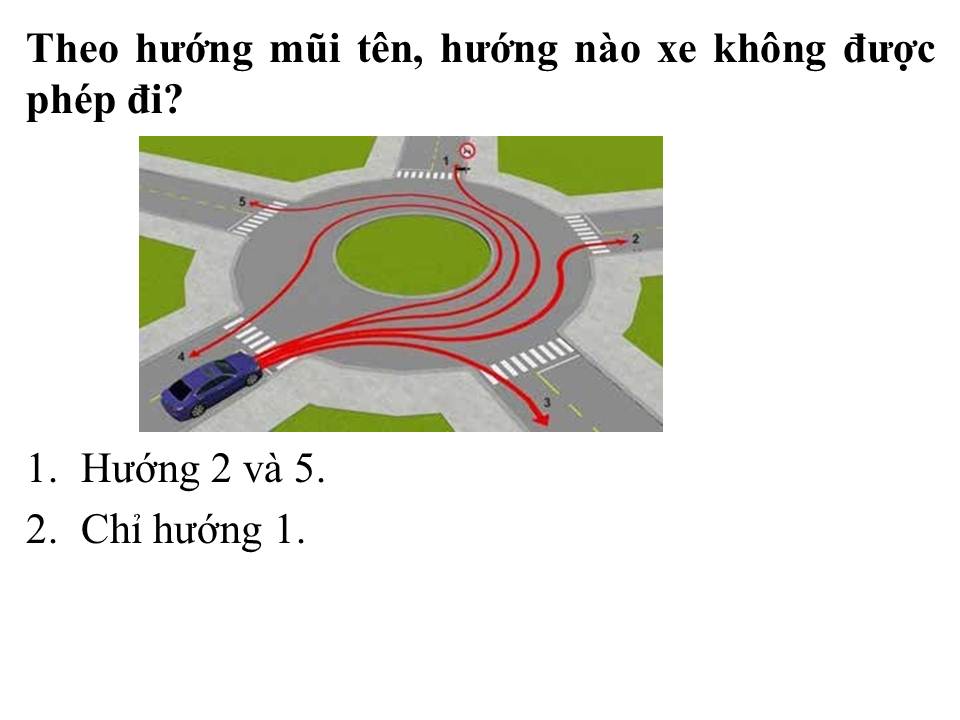 Theo hướng mũi tên, hướng nào xe không được
phép đi?
1
5
2
4
3
1. Hướng 2 và 5.
2. Chỉ hướng 1.